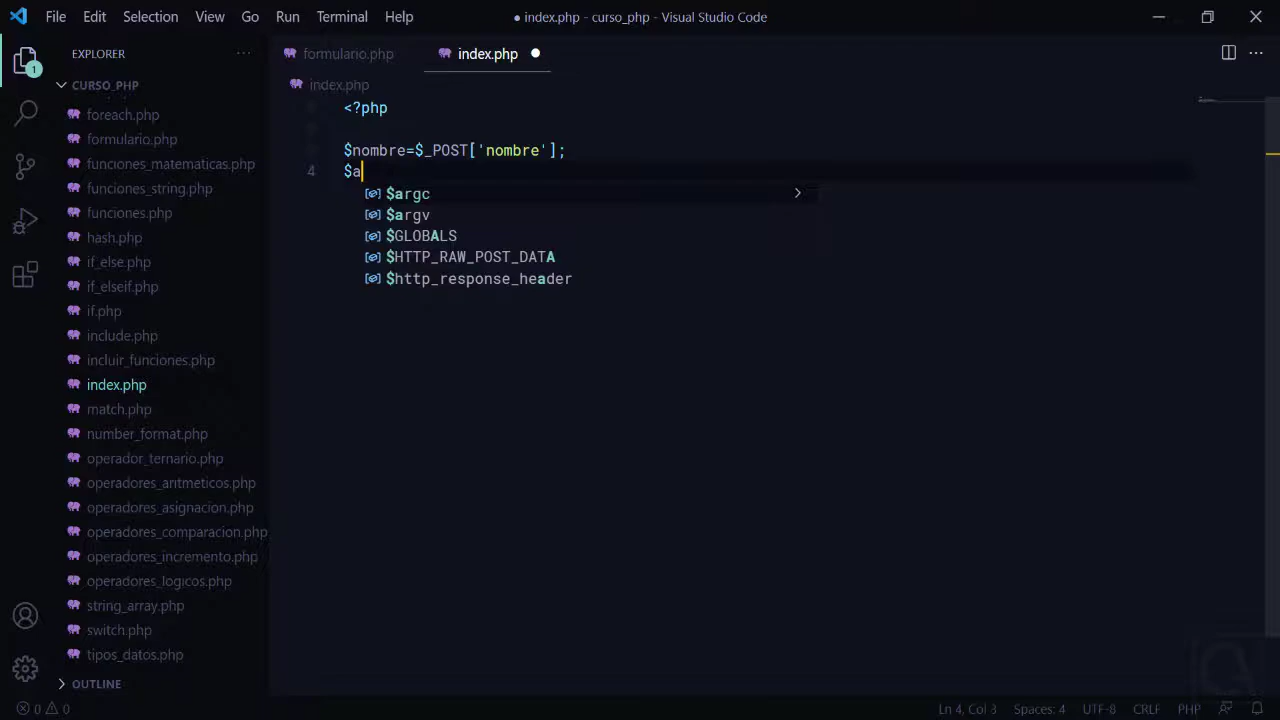 File Edit Selection View Go Run Terminal Help
● index.php - curso_php - Visual Studio Code
EXPLORER
formulario.php
index.php
1
CURSO_PHP
index.php
foreach.php
formulario.php
funciones_matematicas.php
funciones_string.php
funciones.php
hash.php
if_else.php
if_elseif.php
if.php
include.php
incluir_funciones.php
index.php
match.php
number_format.php
operador_ternario.php
operadores_aritmeticos.php
operadores_asignacion.php
operadores_comparacion.php
operadores_incremento.php
operadores_logicos.php
string_array.php
switch.php
tipos_datos.php
OUTLINE
<?php
$nombre=$_POST['nombre'];
4 $a
$argc
$argv
$GLOBALS
$HTTP_RAW_POST_DATA
$http_response_header
0 0
Ln 4, Col 3 Spaces: 4 UTF-8 CRLF PHP